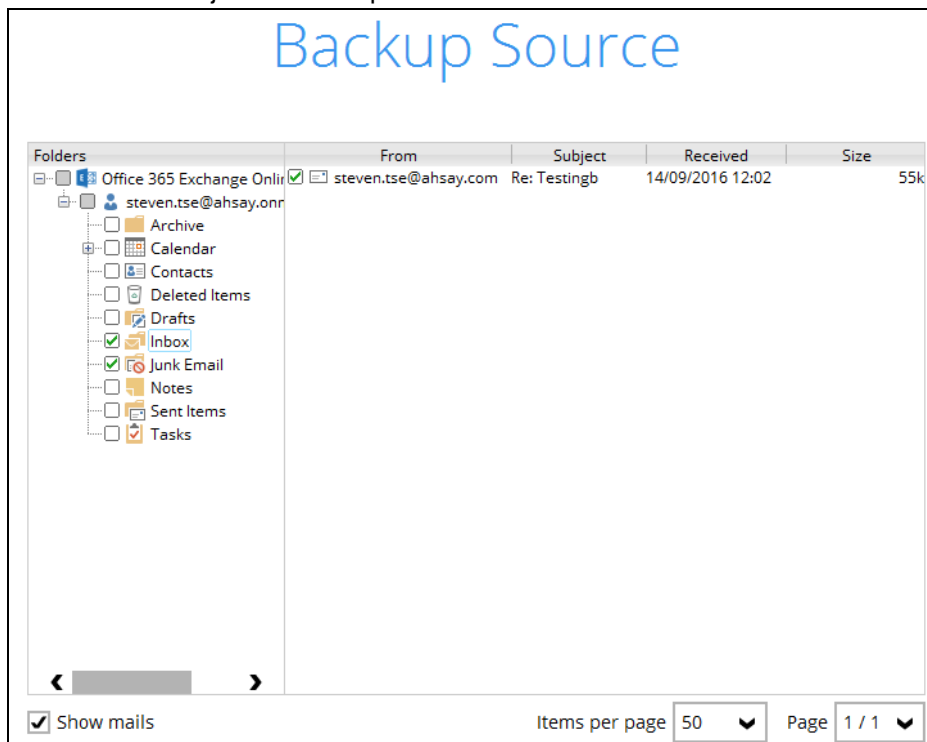 Backup Source
Folders From Subject Received Size
Office 365 Exchange Onlin steven.tse@ahsay.com Re: Testingb 14/09/2016 12:02 55k
steven.tse@ahsay.onm
Archive
Calendar
Contacts
Deleted Items
Drafts
Inbox
Junk Email
Notes
Sent Items
Tasks
Show mails Items per page 50 Page 1 / 1